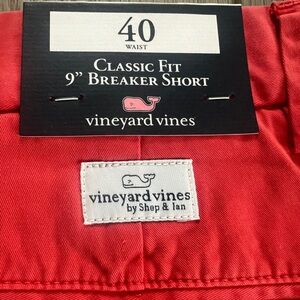 40
WAIST
CLASSIC FIT
9" BREAKER SHORT
vineyard vines
vineyard vines
by Shep & Ian